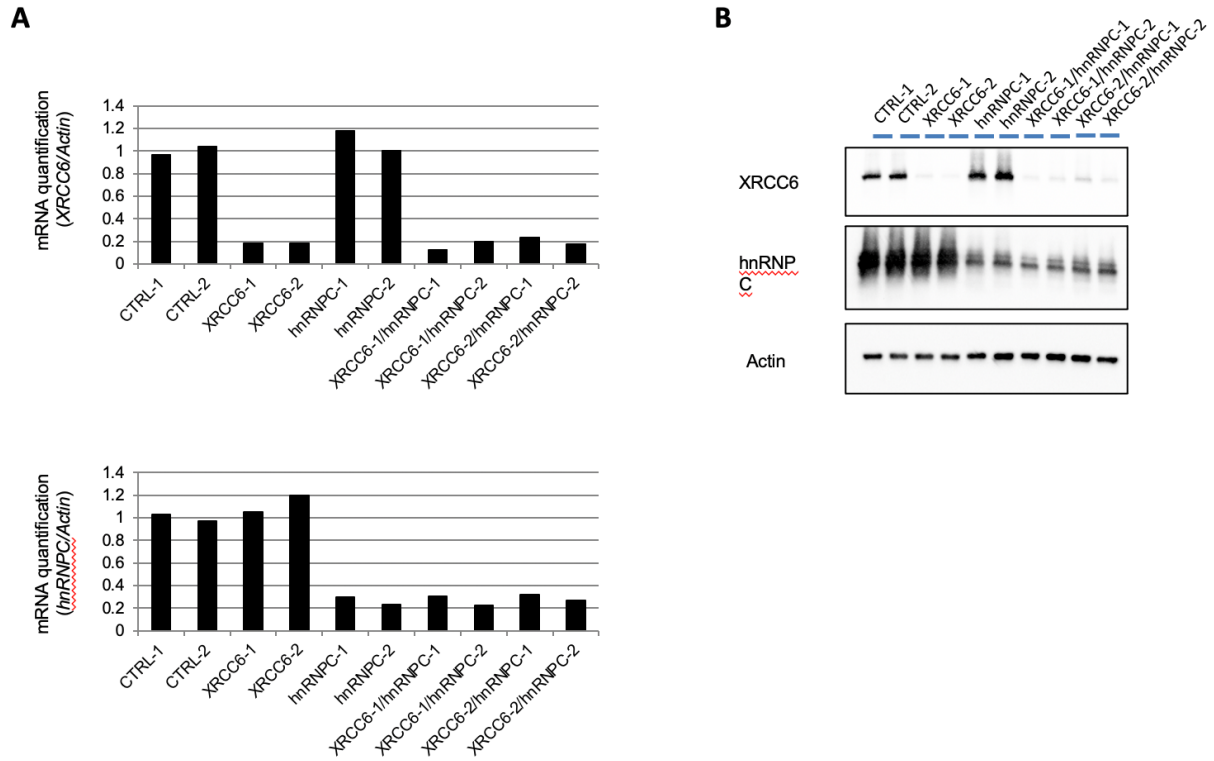 A
mRNA quantification
(XRCC6/Actin)
1.4
1.2
1
0.8
0.6
0.4
0.2
0
CTRL-1
CTRL-2
XRCC6-1
XRCC6-2
hnRNPC-1
hnRNPC-2
XRCC6-1/hnRNPC-1
XRCC6-1/hnRNPC-2
XRCC6-2/hnRNPC-1
XRCC6-2/hnRNPC-2
mRNA quantification
(hnRNPC/Actin)
1.4
1.2
1
0.8
0.6
0.4
0.2
0
CTRL-1
CTRL-2
XRCC6-1
XRCC6-2
hnRNPC-1
hnRNPC-2
XRCC6-1/hnRNPC-1
XRCC6-1/hnRNPC-2
XRCC6-2/hnRNPC-1
XRCC6-2/hnRNPC-2
B
CTRL-1
CTRL-2
XRCC6-1
XRCC6-2
hnRNPC-1
hnRNPC-2
XRCC6-1/hnRNPC-1
XRCC6-1/hnRNPC-2
XRCC6-2/hnRNPC-1
XRCC6-2/hnRNPC-2
XRCC6
hnRNP
C
Actin